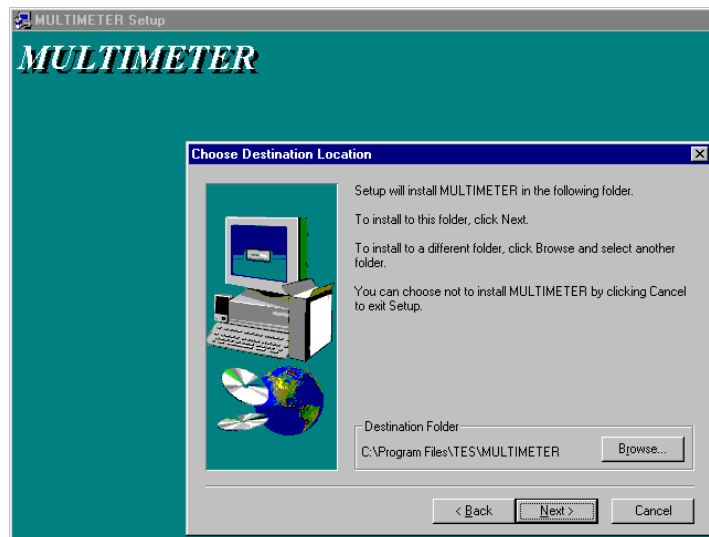 MULTIMETER Setup
MULTIMETER
Choose Destination Location
Setup will install MULTIMETER in the following folder.
To install to this folder, click Next.
To install to a different folder, click Browse and select another
folder.
You can choose not to install MULTIMETER by clicking Cancel
to exit Setup.
Destination Folder
C:\Program Files\TES\MULTIMETER
Browse...
< Back
Next >
Cancel